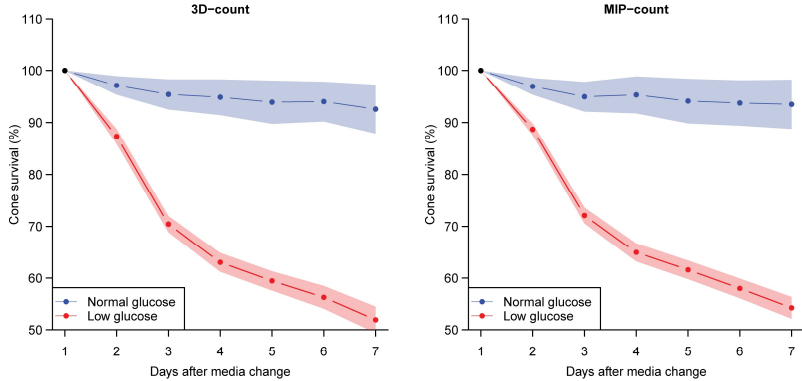 3D−count
110
100
90
80
70
60
50
Cone survival (%)
Normal glucose
Low glucose
1 2 3 4 5 6 7
Days after media change
MIP−count
110
100
90
80
70
60
50
Cone survival (%)
Normal glucose
Low glucose
1 2 3 4 5 6 7
Days after media change